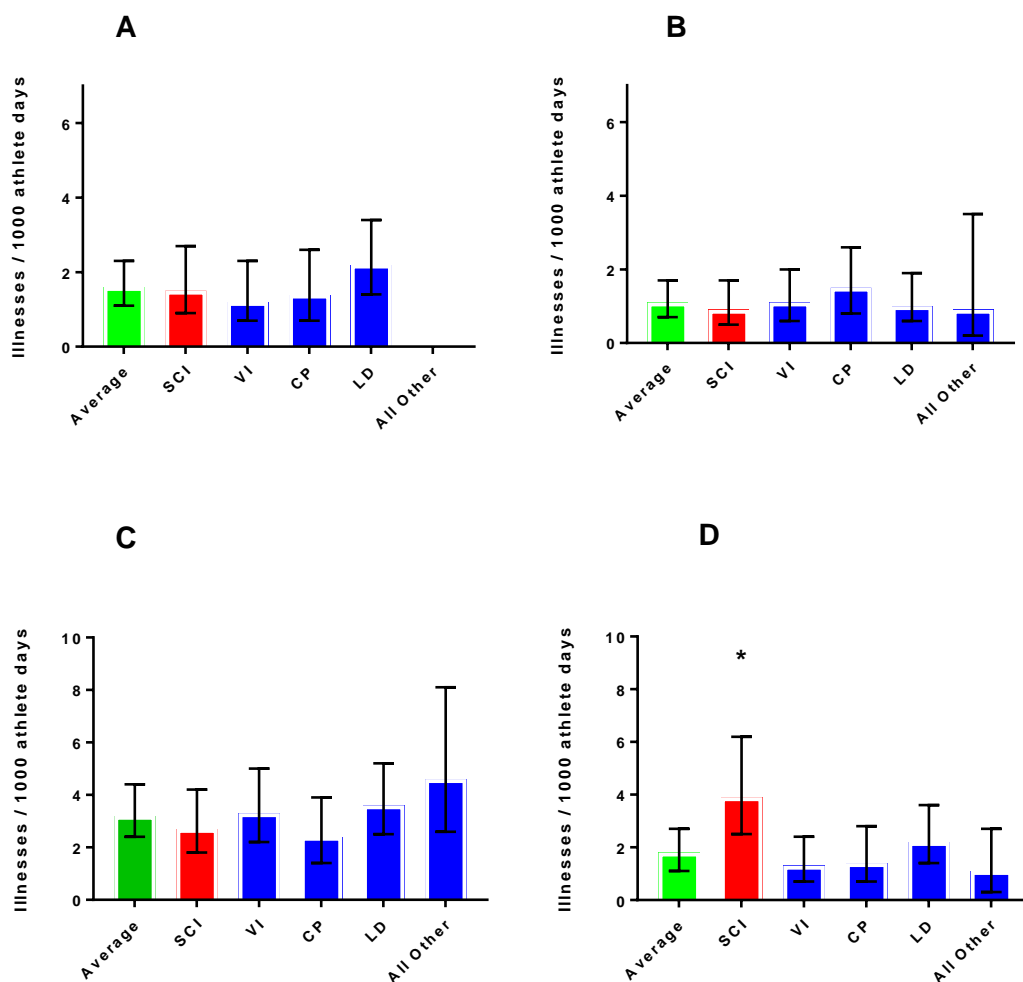 A
Illnesses / 1000 athlete days
6
4
2
0
Average
SCI
VI
CP
LD
All Other
B
Illnesses / 1000 athlete days
6
4
2
0
Average
SCI
VI
CP
LD
All Other
C
Illnesses / 1000 athlete days
10
8
6
4
2
0
Average
SCI
VI
CP
LD
All Other
D
Illnesses / 1000 athlete days
10
8
6
4
2
0
*
Average
SCI
VI
CP
LD
All Other